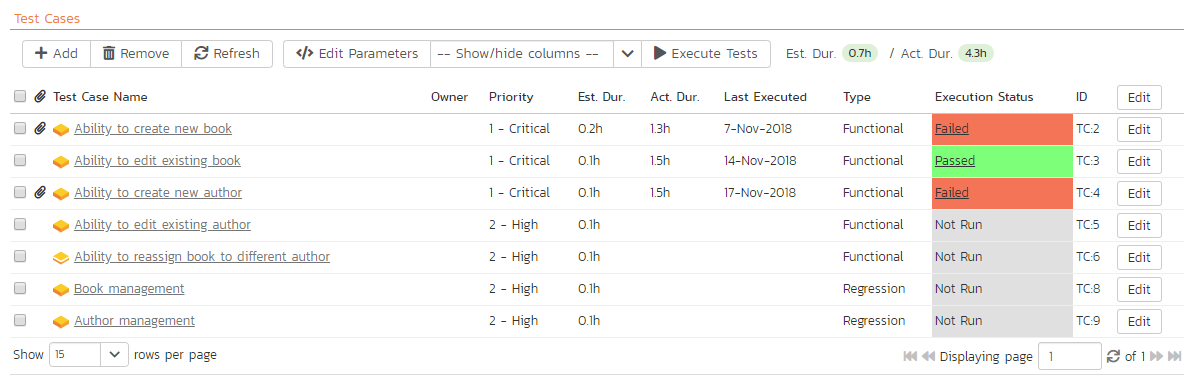 Test Cases
Add Remove Refresh Edit Parameters -- Show/hide columns -- Execute Tests Est. Dur. 0.7h / Act. Dur. 4.3h
Test Case Name Owner Priority Est. Dur. Act. Dur. Last Executed Type Execution Status ID Edit
Ability to create new book 1 - Critical 0.2h 1.3h 7-Nov-2018 Functional Failed TC:2 Edit
Ability to edit existing book 1 - Critical 0.1h 1.5h 14-Nov-2018 Functional Passed TC:3 Edit
Ability to create new author 1 - Critical 0.1h 1.5h 17-Nov-2018 Functional Failed TC:4 Edit
Ability to edit existing author 2 - High 0.1h Functional Not Run TC:5 Edit
Ability to reassign book to different author 2 - High 0.1h Functional Not Run TC:6 Edit
Book management 2 - High 0.1h Regression Not Run TC:8 Edit
Author management 2 - High 0.1h Regression Not Run TC:9 Edit
Show 15 rows per page Displaying page 1 of 1